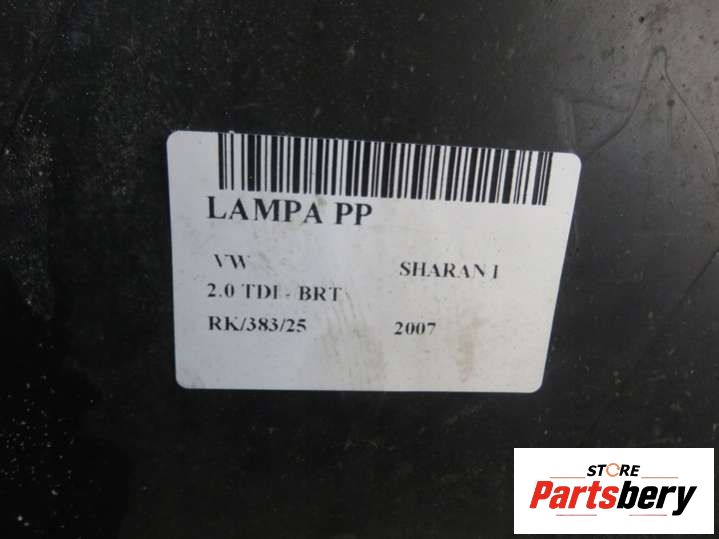 LAMPA PP
VW SHARAN I
2.0 TDI - BRT
RK/383/25 2007
STORE
Partsbery